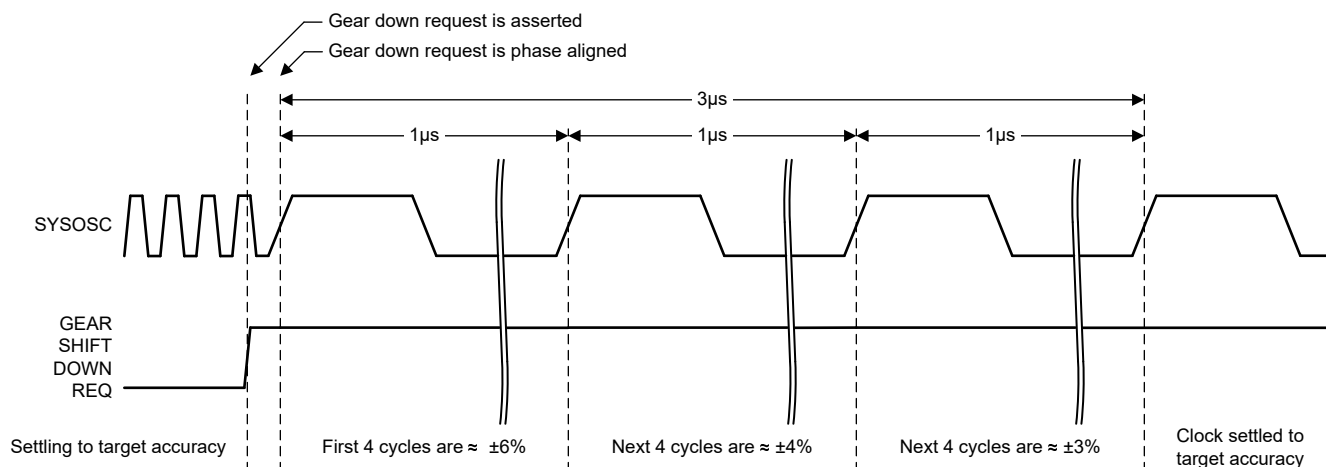 Gear down request is asserted
Gear down request is phase aligned
3µs
1µs
1µs
1µs
SYSOSC
GEAR
SHIFT
DOWN
REQ
Settling to target accuracy
First 4 cycles are ≈ ±6%
Next 4 cycles are ≈ ±4%
Next 4 cycles are ≈ ±3%
Clock settled to
target accuracy